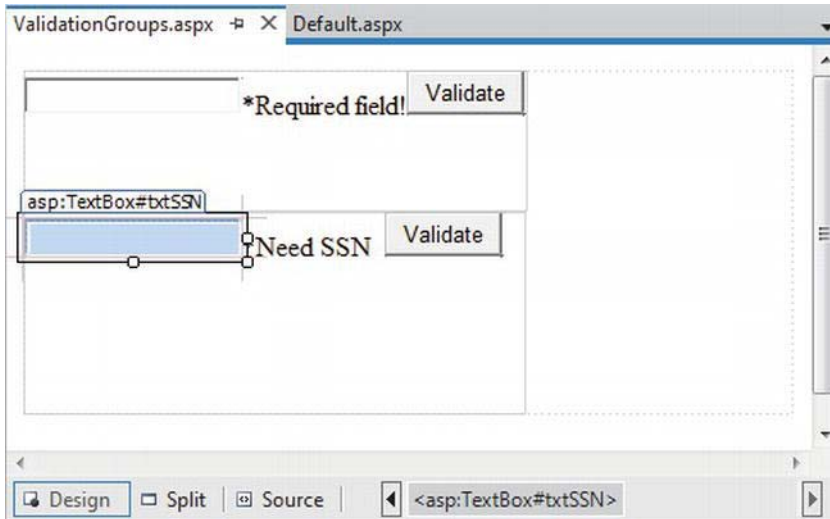 ValidationGroups.aspx Default.aspx
*Required field! Validate
asp:TextBox#txtSSN
*Need SSN Validate
Design Split Source <asp:TextBox#txtSSN>